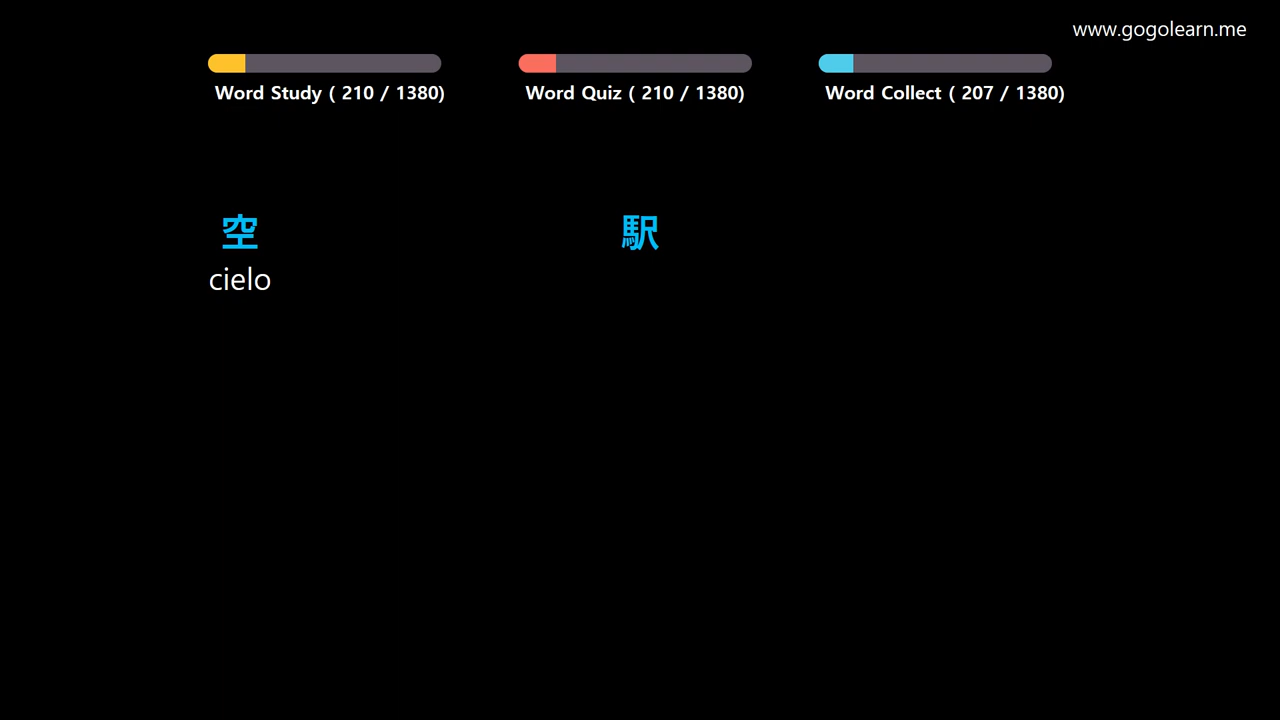 www.gogolearn.me
Word Study ( 210 / 1380)
Word Quiz ( 210 / 1380)
Word Collect ( 207 / 1380)
空
駅
cielo